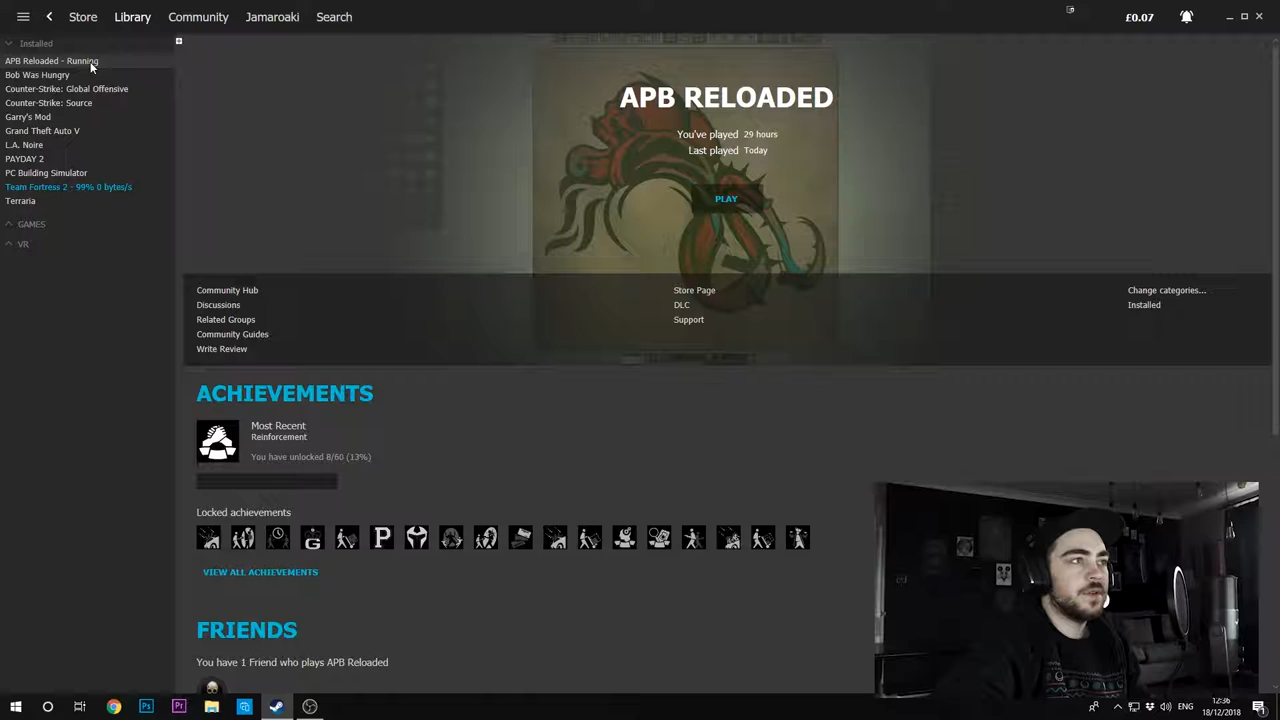 Store Library Community Jamaroaki Search £0.07
Installed
APB Reloaded - Running
Bob Was Hungry
Counter-Strike: Global Offensive
Counter-Strike: Source
Garry's Mod
Grand Theft Auto V
L.A. Noire
PAYDAY 2
PC Building Simulator
Team Fortress 2 - 99% 0 bytes/s
Terraria
GAMES
VR
APB RELOADED
You've played 29 hours
Last played Today
PLAY
Community Hub
Discussions
Related Groups
Community Guides
Write Review
Store Page
DLC
Support
Change categories...
Installed
ACHIEVEMENTS
Most Recent
Reinforcement
You have unlocked 8/60 (13%)
Locked achievements
G P
VIEW ALL ACHIEVEMENTS
FRIENDS
You have 1 Friend who plays APB Reloaded
Ps Pr ENG 12:36
18/12/2018 1